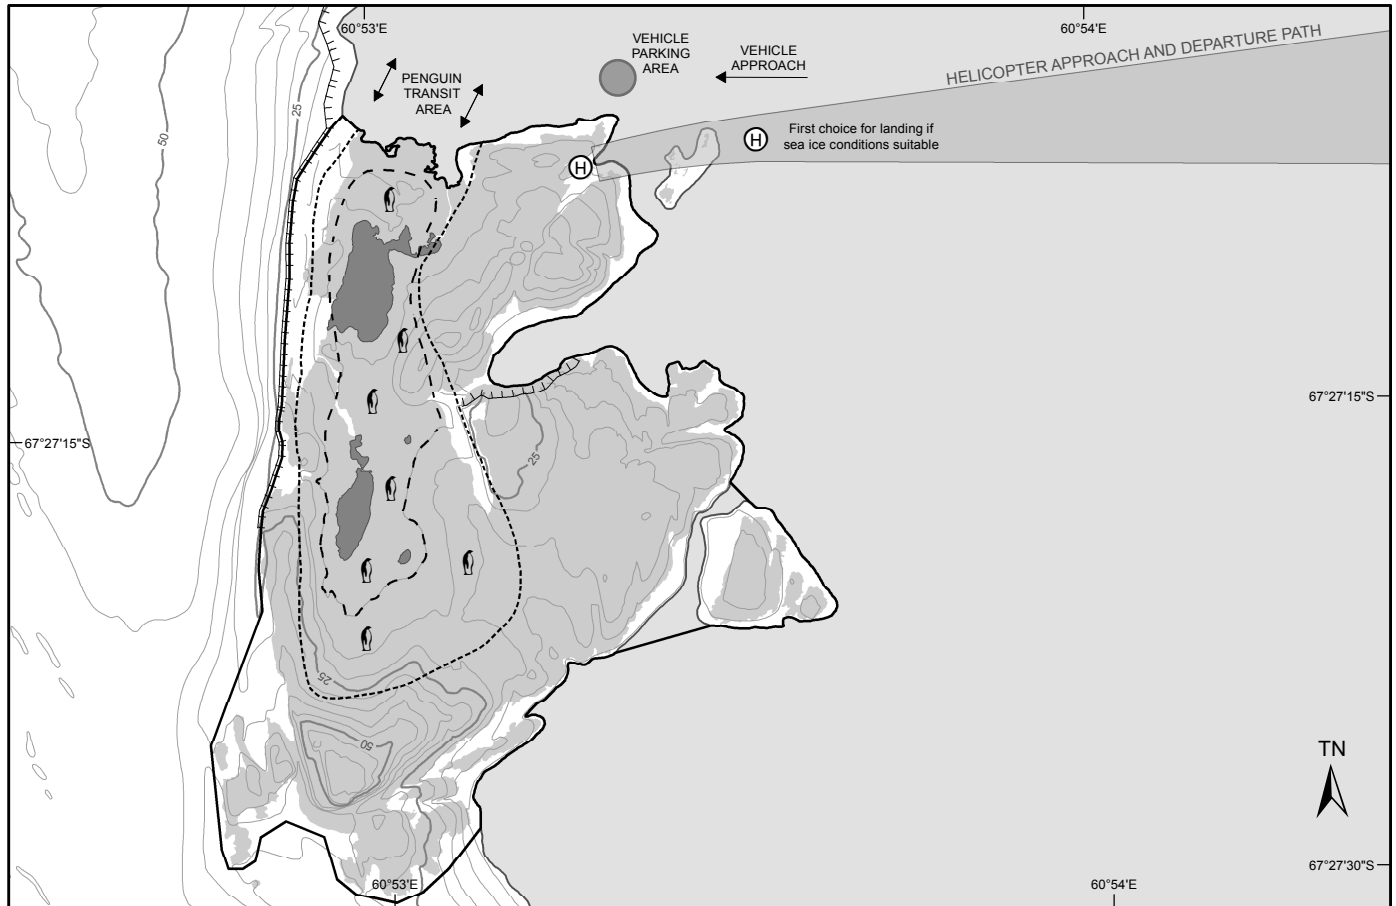 60°53'E
60°54'E
VEHICLE
PARKING
AREA
VEHICLE
APPROACH
HELICOPTER APPROACH AND DEPARTURE PATH
PENGUIN
TRANSIT
AREA
25
50
H
First choice for landing if
sea ice conditions suitable
H
67°27'15"S
67°27'15"S
25
25
50
TN
67°27'30"S
60°53'E
60°54'E